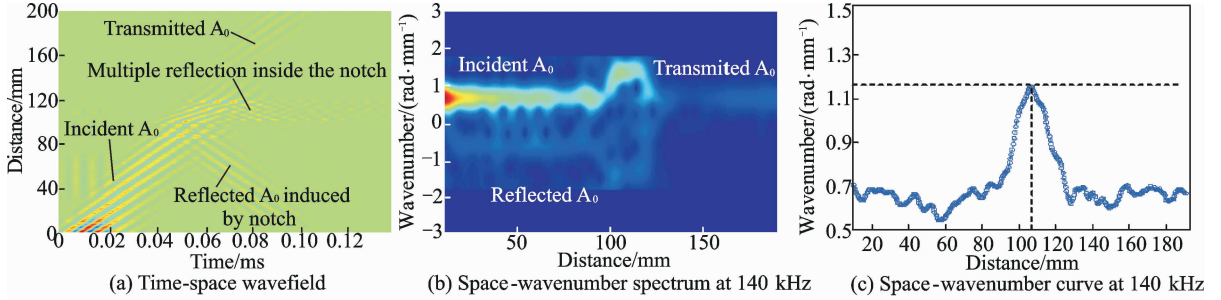 200
160
120
80
40
0
Distance/mm
Transmitted A₀
Multiple reflection inside the notch
Incident A₀
Reflected A₀ induced
by notch
0 0.02 0.04 0.06 0.08 0.10 0.12
Time/ms
(a) Time-space wavefield
3
2
1
0
−1
−2
−3
Wavenumber/(rad·mm⁻¹)
Incident A₀
Transmited A₀
Reflected A₀
50 100 150
Distance/mm
(b) Space-wavenumber spectrum at 140 kHz
1.5
1.3
1.1
0.9
0.7
0.5
Wavenumber/(rad·mm⁻¹)
20 40 60 80 100 120 140 160 180
Distance/mm
(c) Space-wavenumber curve at 140 kHz